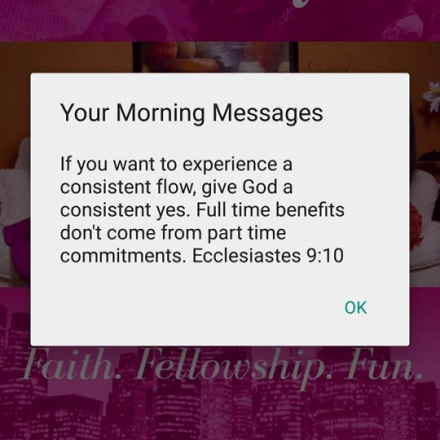 Your Morning Messages
If you want to experience a
consistent flow, give God a
consistent yes. Full time benefits
don't come from part time
commitments. Ecclesiastes 9:10
OK
Faith. Fellowship. Fun.